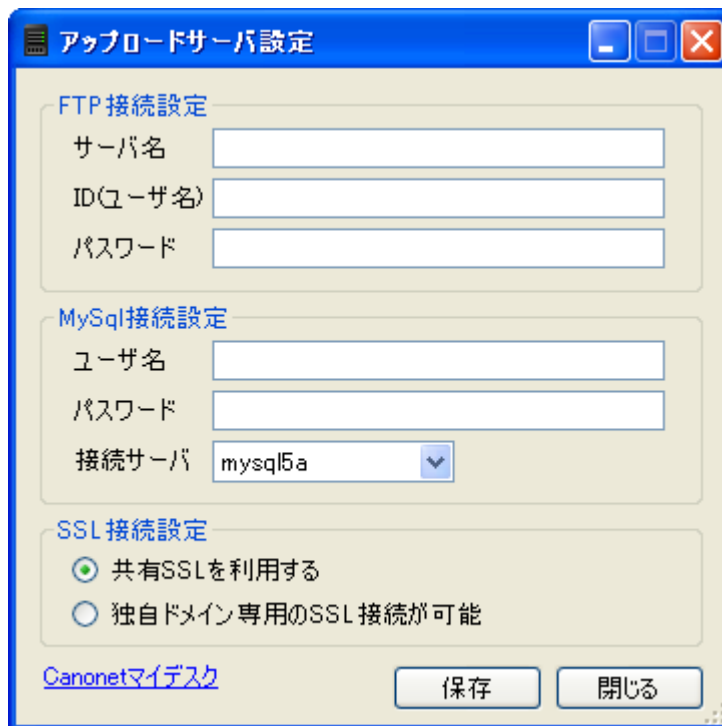 アップロードサーバ設定
FTP接続設定
サーバ名
ID(ユーザ名)
パスワード
MySql接続設定
ユーザ名
パスワード
接続サーバ mysql5a
SSL接続設定
共有SSLを利用する
独自ドメイン専用のSSL接続が可能
Canonetマイデスク 保存 閉じる